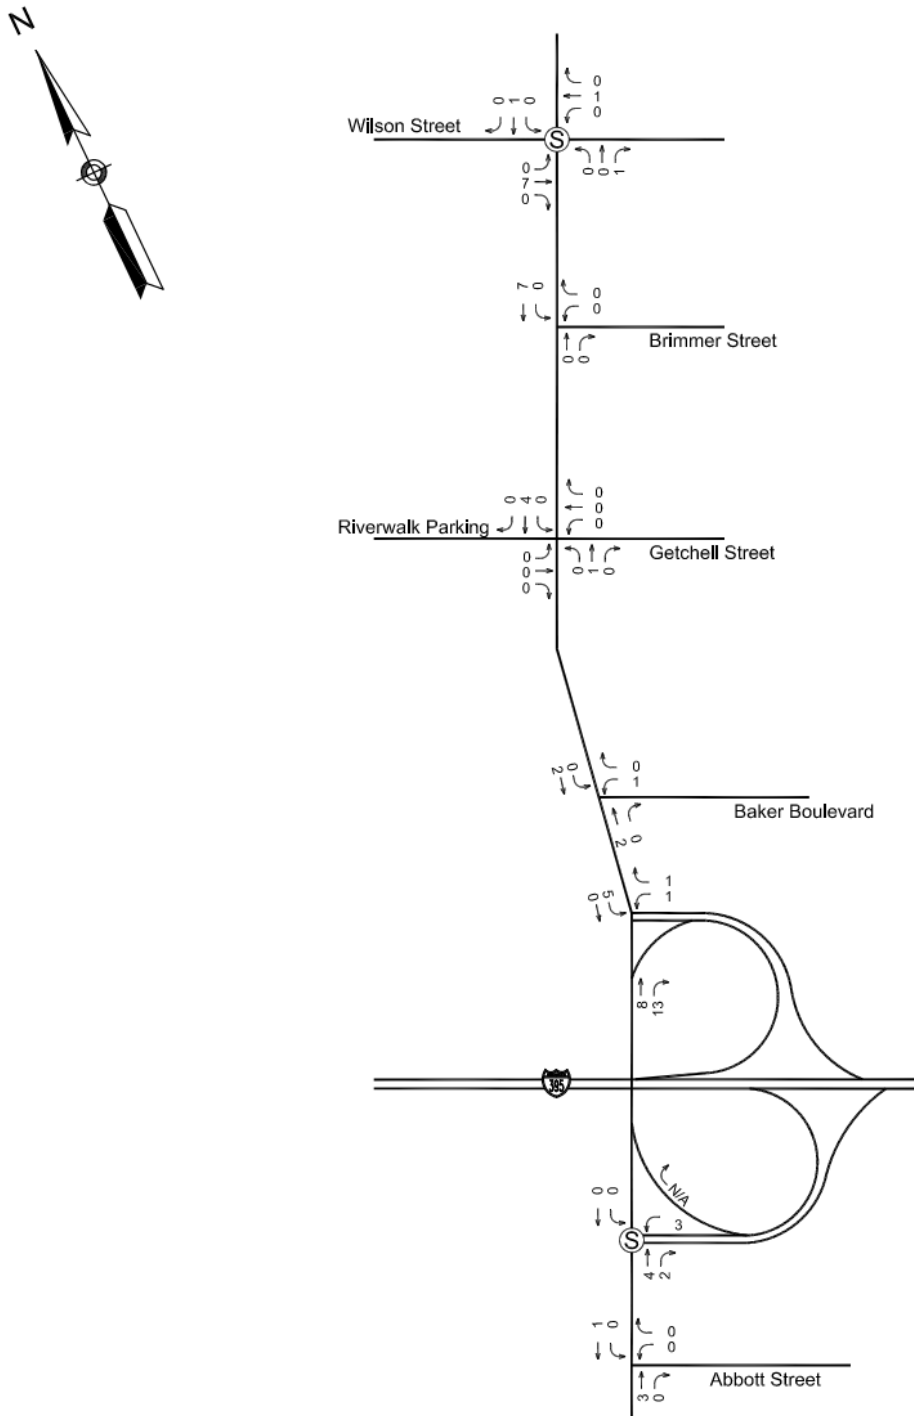 N
0
1
0
0 1 0
Wilson Street
S
0
7
0
0 0 1
7 0
0
0
Brimmer Street
0 0
0
0
0
0 4 0
Riverwalk Parking
Getchell Street
0
0
0
0 1 0
2 0
0
1
Baker Boulevard
2 0
1
1
0 5
8 13
395
N/A
0 0
3
S
4 2
1 0
0
0
Abbott Street
3 0